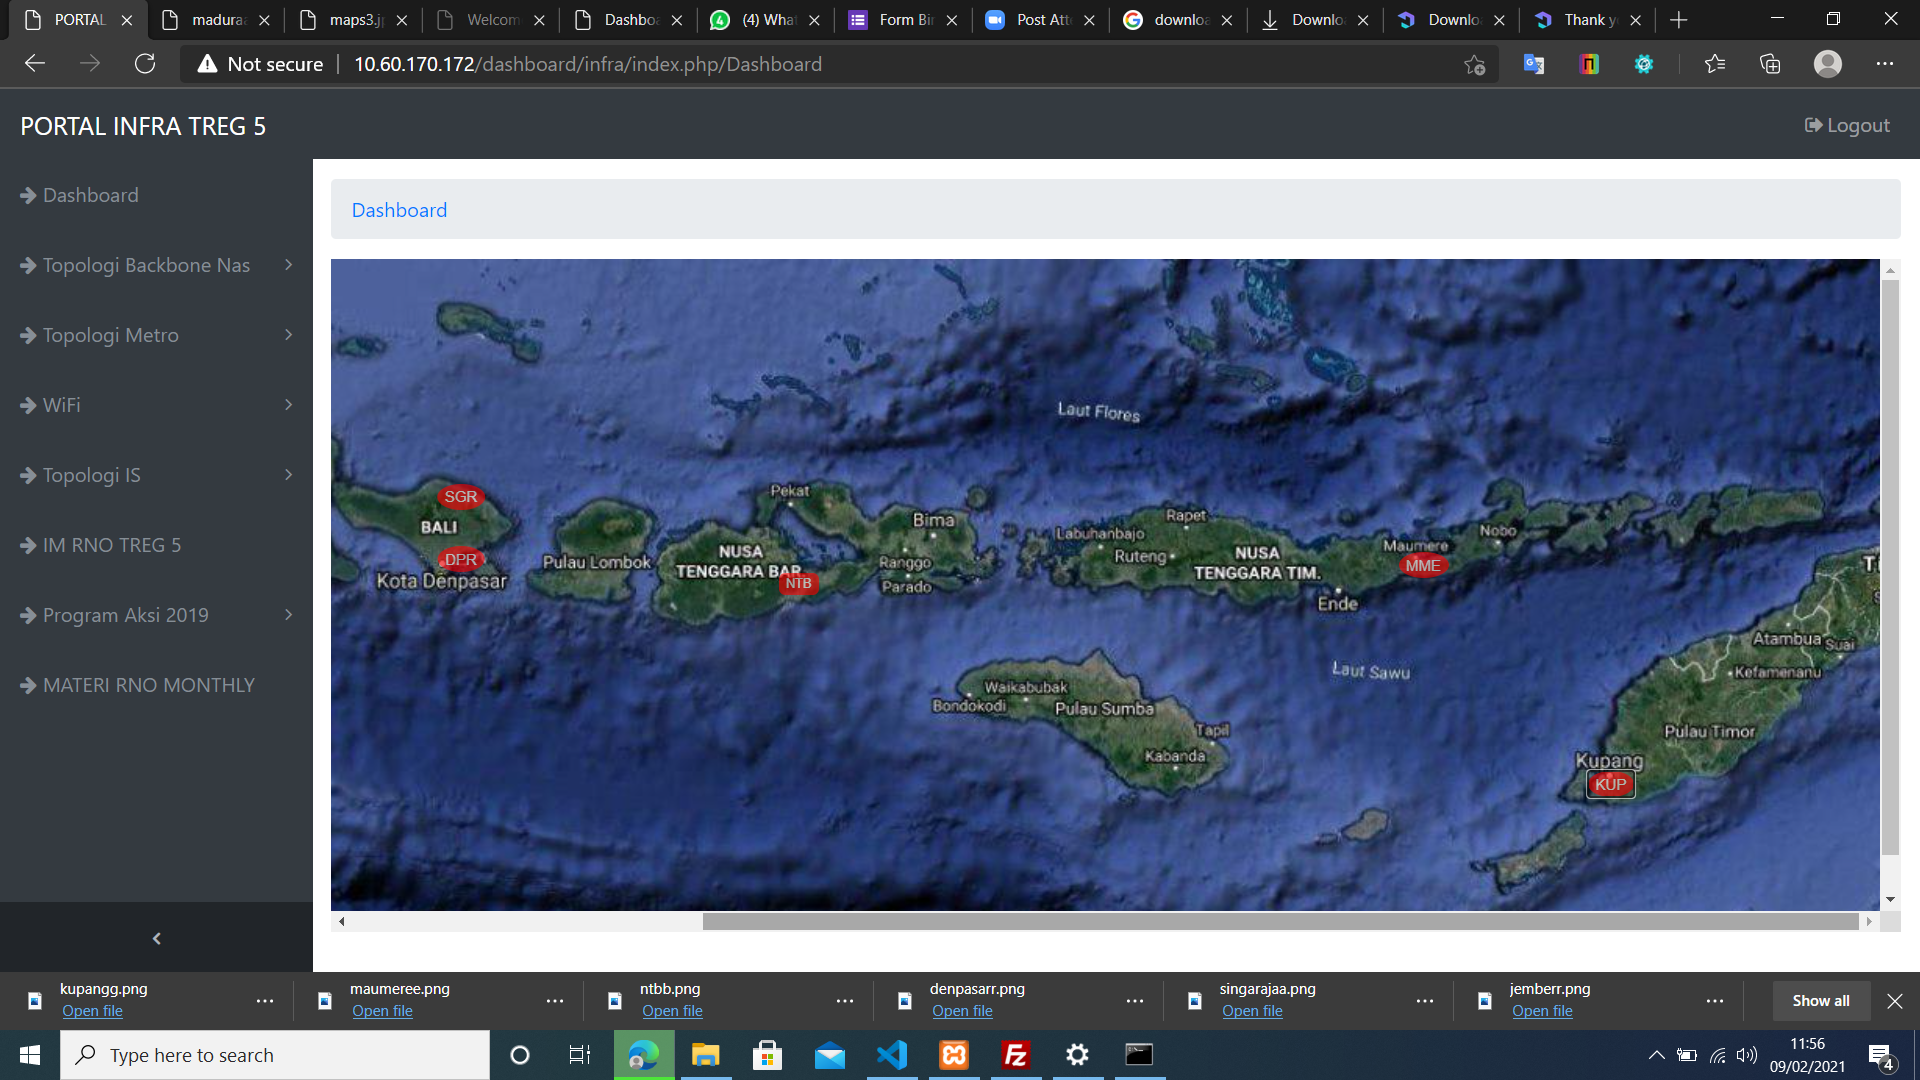 PORTAL
madura
maps3.j
Welcom
Dashbo
(4) Wha
Form Bi
Post Att
downlo
Downlo
Downlo
Thank y
Not secure
10.60.170.172/dashboard/infra/index.php/Dashboard
PORTAL INFRA TREG 5
Logout
Dashboard
Topologi Backbone Nas
Topologi Metro
WiFi
Topologi IS
IM RNO TREG 5
Program Aksi 2019
MATERI RNO MONTHLY
Dashboard
Laut Flores
SGR
BALI
DPR
Kota Denpasar
Pulau Lombok
Pekat
NUSA
TENGGARA BAR
NTB
Bima
Ranggo
Parado
Labuhanbajo
Rapet
Ruteng
NUSA
TENGGARA TIM.
Ende
Maumere
MME
Nobo
Laut Sawu
Waikabubak
Bondokodi
Pulau Sumba
Tapil
Kabanda
Atambua
Suai
Kefamenanu
Pulau Timor
Kupang
KUP
kupangg.png
Open file
maumeree.png
Open file
ntbb.png
Open file
denpasarr.png
Open file
singarajaa.png
Open file
jemberr.png
Open file
Show all
Type here to search
11:56
09/02/2021
4